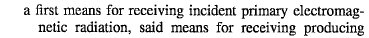 a first means for receiving incident primary electromag-
netic radiation, said means for receiving producing